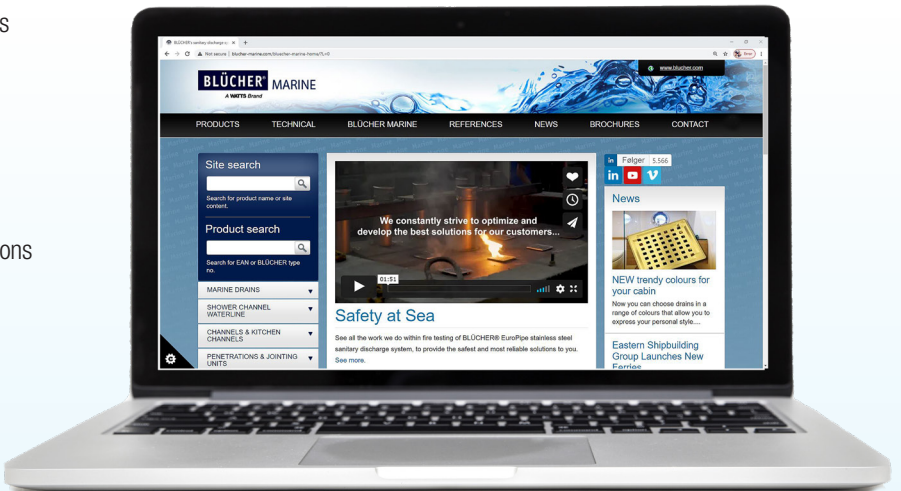 s
ons
BLÜCHER's sanitary discharge s
Not secure | blucher-marine.com/bluecher-marine-home/?L=0
Error
www.blucher.com
BLÜCHER® MARINE
A WATTS Brand
PRODUCTS TECHNICAL BLÜCHER MARINE REFERENCES NEWS BROCHURES CONTACT
Site search
Search for product name or site
content.
Product search
Search for EAN or BLÜCHER type
no.
MARINE DRAINS
SHOWER CHANNEL
WATERLINE
CHANNELS & KITCHEN
CHANNELS
PENETRATIONS & JOINTING
UNITS
We constantly strive to optimize and
develop the best solutions for our customers...
01:51
Safety at Sea
See all the work we do within fire testing of BLÜCHER® EuroPipe stainless steel
sanitary discharge system, to provide the safest and most reliable solutions to you.
See more.
in Følger 5.566
in
News
NEW trendy colours for
your cabin
Now you can choose drains in a
range of colours that allow you to
express your personal style....
Eastern Shipbuilding
Group Launches New
Ferries